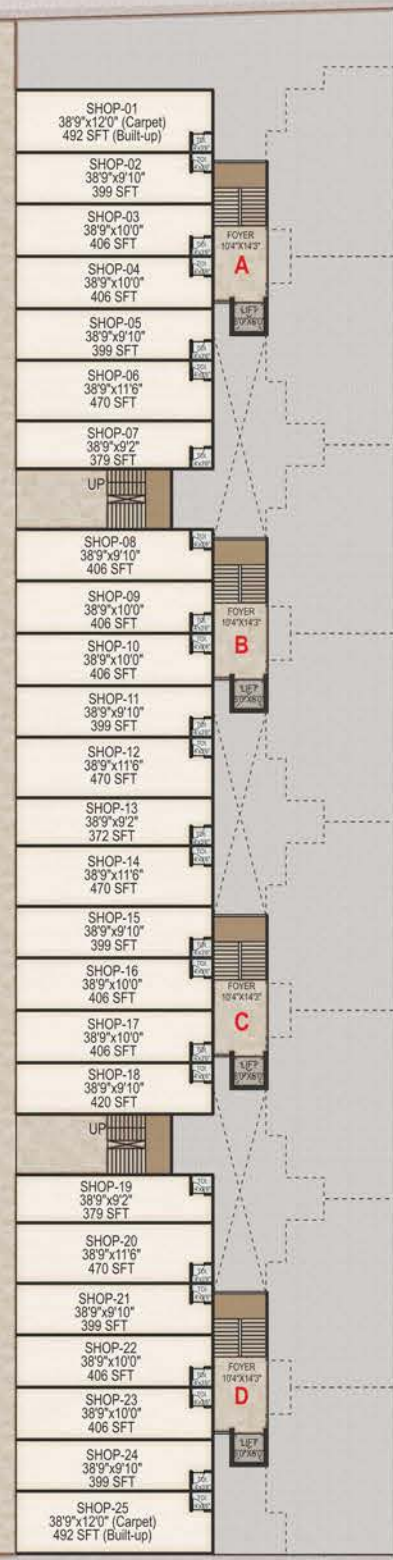 SHOP-01
38'9"x12'0" (Carpet)
492 SFT (Built-up)
SHOP-02
38'9"x9'10"
399 SFT
SHOP-03
38'9"x10'0"
406 SFT
FOYER
10'4"X14'3"
A
SHOP-04
38'9"x10'0"
406 SFT
LIFT
SHOP-05
38'9"x9'10"
399 SFT
SHOP-06
38'9"x11'6"
470 SFT
SHOP-07
38'9"x9'2"
379 SFT
UP
SHOP-08
38'9"x9'10"
406 SFT
SHOP-09
38'9"x10'0"
406 SFT
FOYER
10'4"X14'3"
B
SHOP-10
38'9"x10'0"
406 SFT
LIFT
SHOP-11
38'9"x9'10"
399 SFT
SHOP-12
38'9"x11'6"
470 SFT
SHOP-13
38'9"x9'2"
372 SFT
SHOP-14
38'9"x11'6"
470 SFT
SHOP-15
38'9"x9'10"
399 SFT
SHOP-16
38'9"x10'0"
406 SFT
FOYER
10'4"X14'3"
C
SHOP-17
38'9"x10'0"
406 SFT
LIFT
SHOP-18
38'9"x9'10"
420 SFT
UP
SHOP-19
38'9"x9'2"
379 SFT
SHOP-20
38'9"x11'6"
470 SFT
SHOP-21
38'9"x9'10"
399 SFT
SHOP-22
38'9"x10'0"
406 SFT
FOYER
10'4"X14'3"
D
SHOP-23
38'9"x10'0"
406 SFT
LIFT
SHOP-24
38'9"x9'10"
399 SFT
SHOP-25
38'9"x12'0" (Carpet)
492 SFT (Built-up)